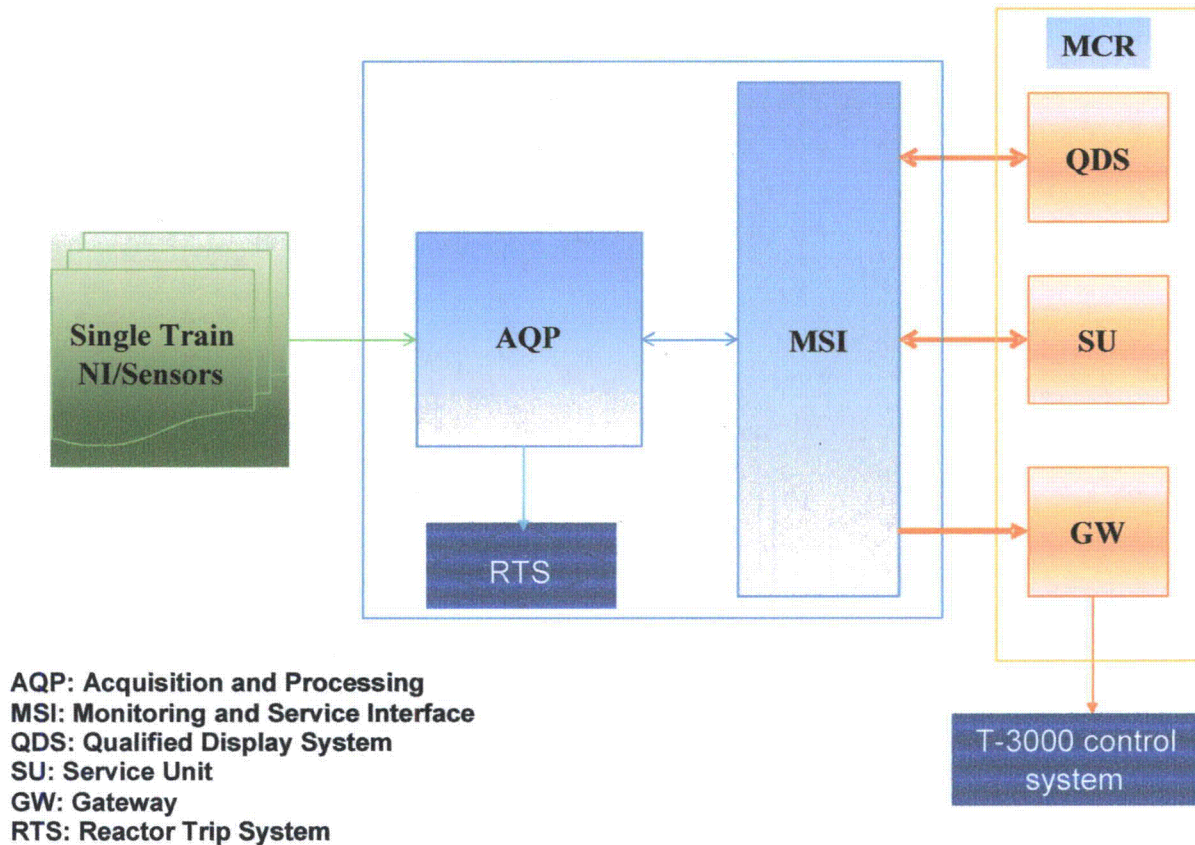 MCR
QDS
Single Train
NI/Sensors
AQP
MSI
SU
RTS
GW
T-3000 control
system
AQP: Acquisition and Processing
MSI: Monitoring and Service Interface
QDS: Qualified Display System
SU: Service Unit
GW: Gateway
RTS: Reactor Trip System